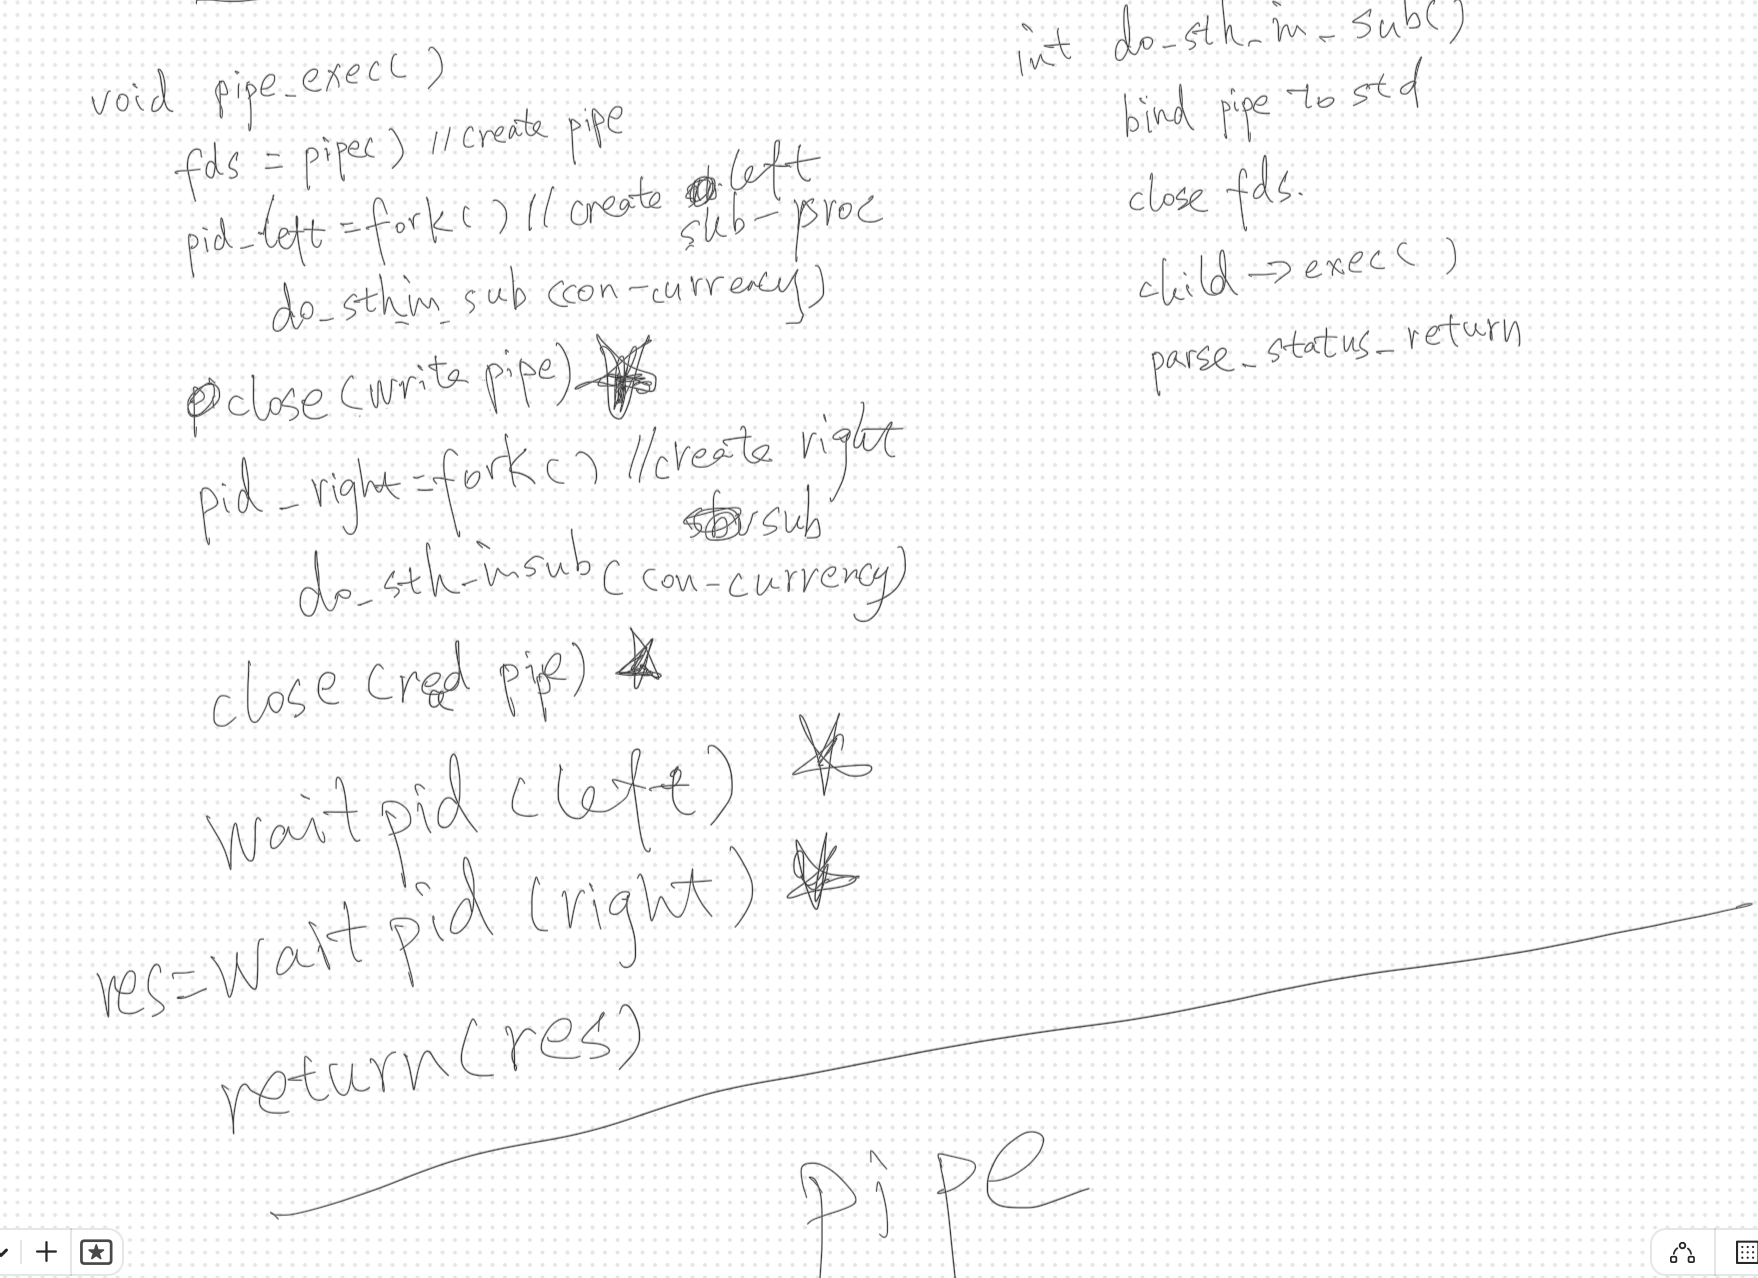 void pipe_exec()
fds = pipe() //create pipe
pid_left = fork() //create left
sub-proc
do_sth_in_sub (con-currency)
close (write pipe)
pid_right = fork() //create right
sub
do_sth-insub (con-currency)
close (read pipe)
waitpid (left)
res=waitpid (right)
return(res)
int do_sth_in_sub()
bind pipe to std
close fds.
child->exec()
parse_status_return
pipe